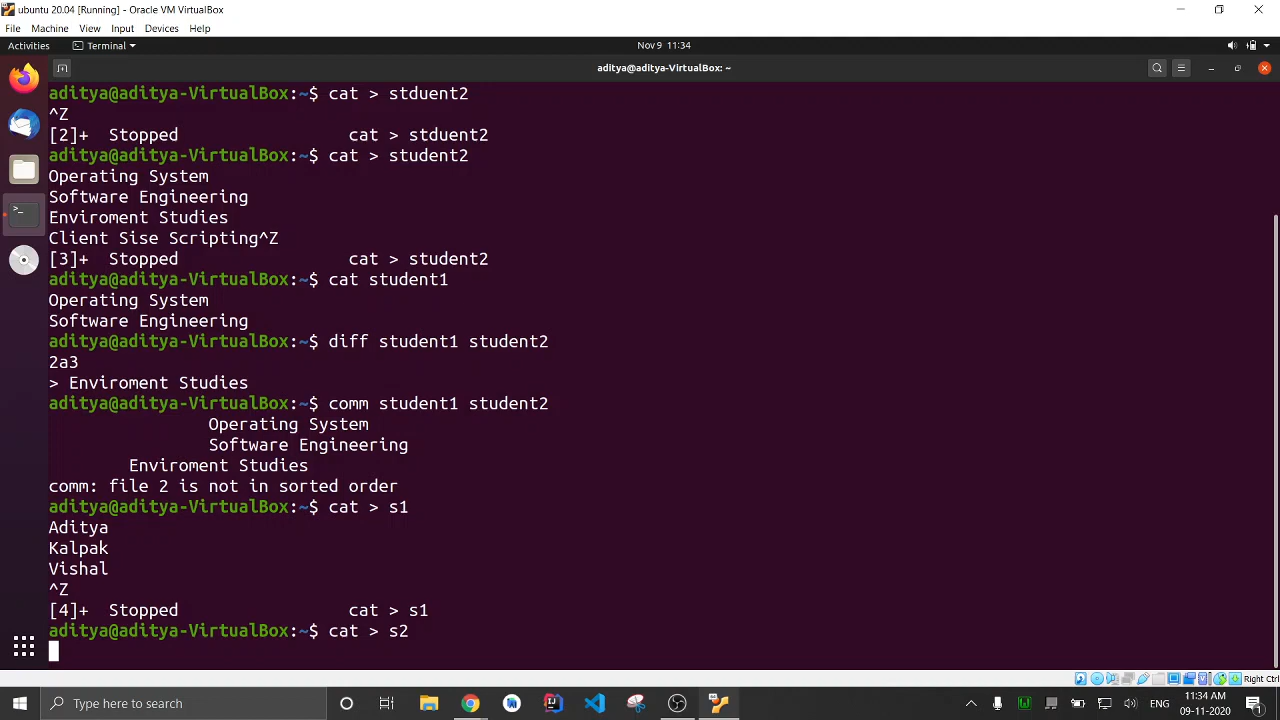 ubuntu 20.04 [Running] - Oracle VM VirtualBox
File Machine View Input Devices Help
Activities Terminal Nov 9 11:34
aditya@aditya-VirtualBox: ~
aditya@aditya-VirtualBox:~$ cat > stduent2
^Z
[2]+  Stopped                 cat > stduent2
aditya@aditya-VirtualBox:~$ cat > student2
Operating System
Software Engineering
Enviroment Studies
Client Sise Scripting^Z
[3]+  Stopped                 cat > student2
aditya@aditya-VirtualBox:~$ cat student1
Operating System
Software Engineering
aditya@aditya-VirtualBox:~$ diff student1 student2
2a3
> Enviroment Studies
aditya@aditya-VirtualBox:~$ comm student1 student2
                Operating System
                Software Engineering
        Enviroment Studies
comm: file 2 is not in sorted order
aditya@aditya-VirtualBox:~$ cat > s1
Aditya
Kalpak
Vishal
^Z
[4]+  Stopped                 cat > s1
aditya@aditya-VirtualBox:~$ cat > s2
Right Ctrl
Type here to search
ENG
11:34 AM
09-11-2020